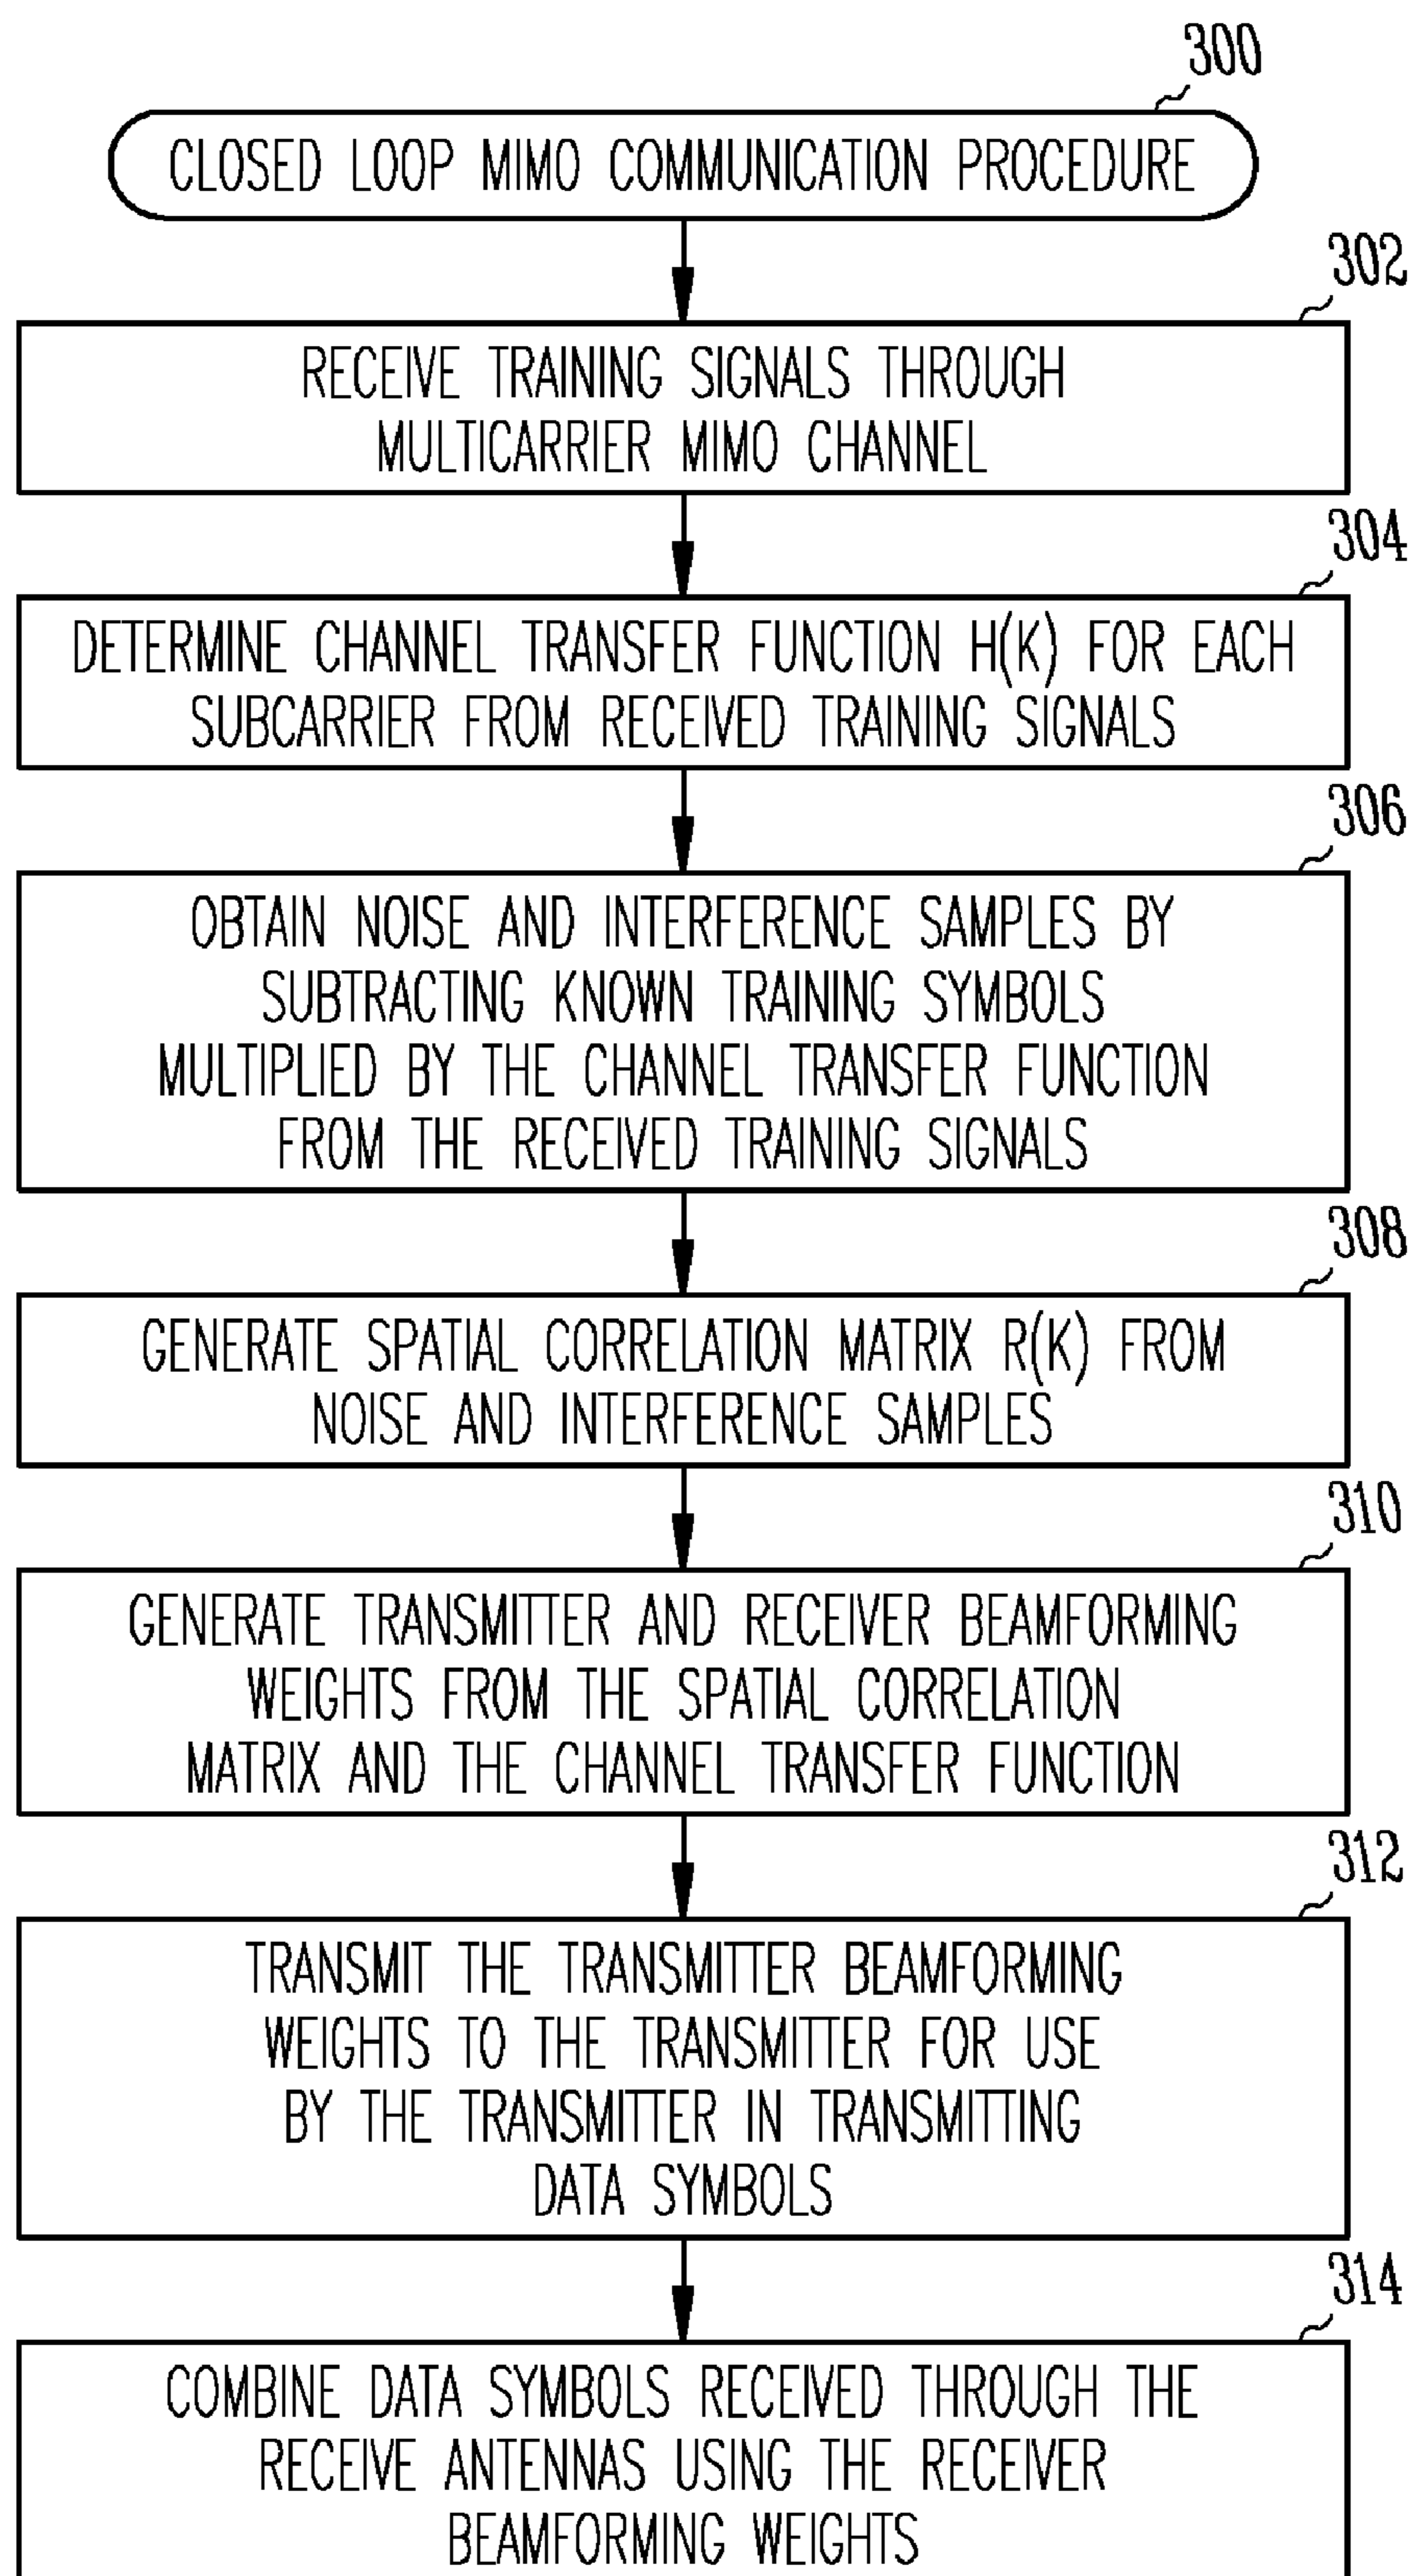 300
CLOSED LOOP MIMO COMMUNICATION PROCEDURE
302
RECEIVE TRAINING SIGNALS THROUGH
MULTICARRIER MIMO CHANNEL
304
DETERMINE CHANNEL TRANSFER FUNCTION H(K) FOR EACH
SUBCARRIER FROM RECEIVED TRAINING SIGNALS
306
OBTAIN NOISE AND INTERFERENCE SAMPLES BY
SUBTRACTING KNOWN TRAINING SYMBOLS
MULTIPLIED BY THE CHANNEL TRANSFER FUNCTION
FROM THE RECEIVED TRAINING SIGNALS
308
GENERATE SPATIAL CORRELATION MATRIX R(K) FROM
NOISE AND INTERFERENCE SAMPLES
310
GENERATE TRANSMITTER AND RECEIVER BEAMFORMING
WEIGHTS FROM THE SPATIAL CORRELATION
MATRIX AND THE CHANNEL TRANSFER FUNCTION
312
TRANSMIT THE TRANSMITTER BEAMFORMING
WEIGHTS TO THE TRANSMITTER FOR USE
BY THE TRANSMITTER IN TRANSMITTING
DATA SYMBOLS
314
COMBINE DATA SYMBOLS RECEIVED THROUGH THE
RECEIVE ANTENNAS USING THE RECEIVER
BEAMFORMING WEIGHTS